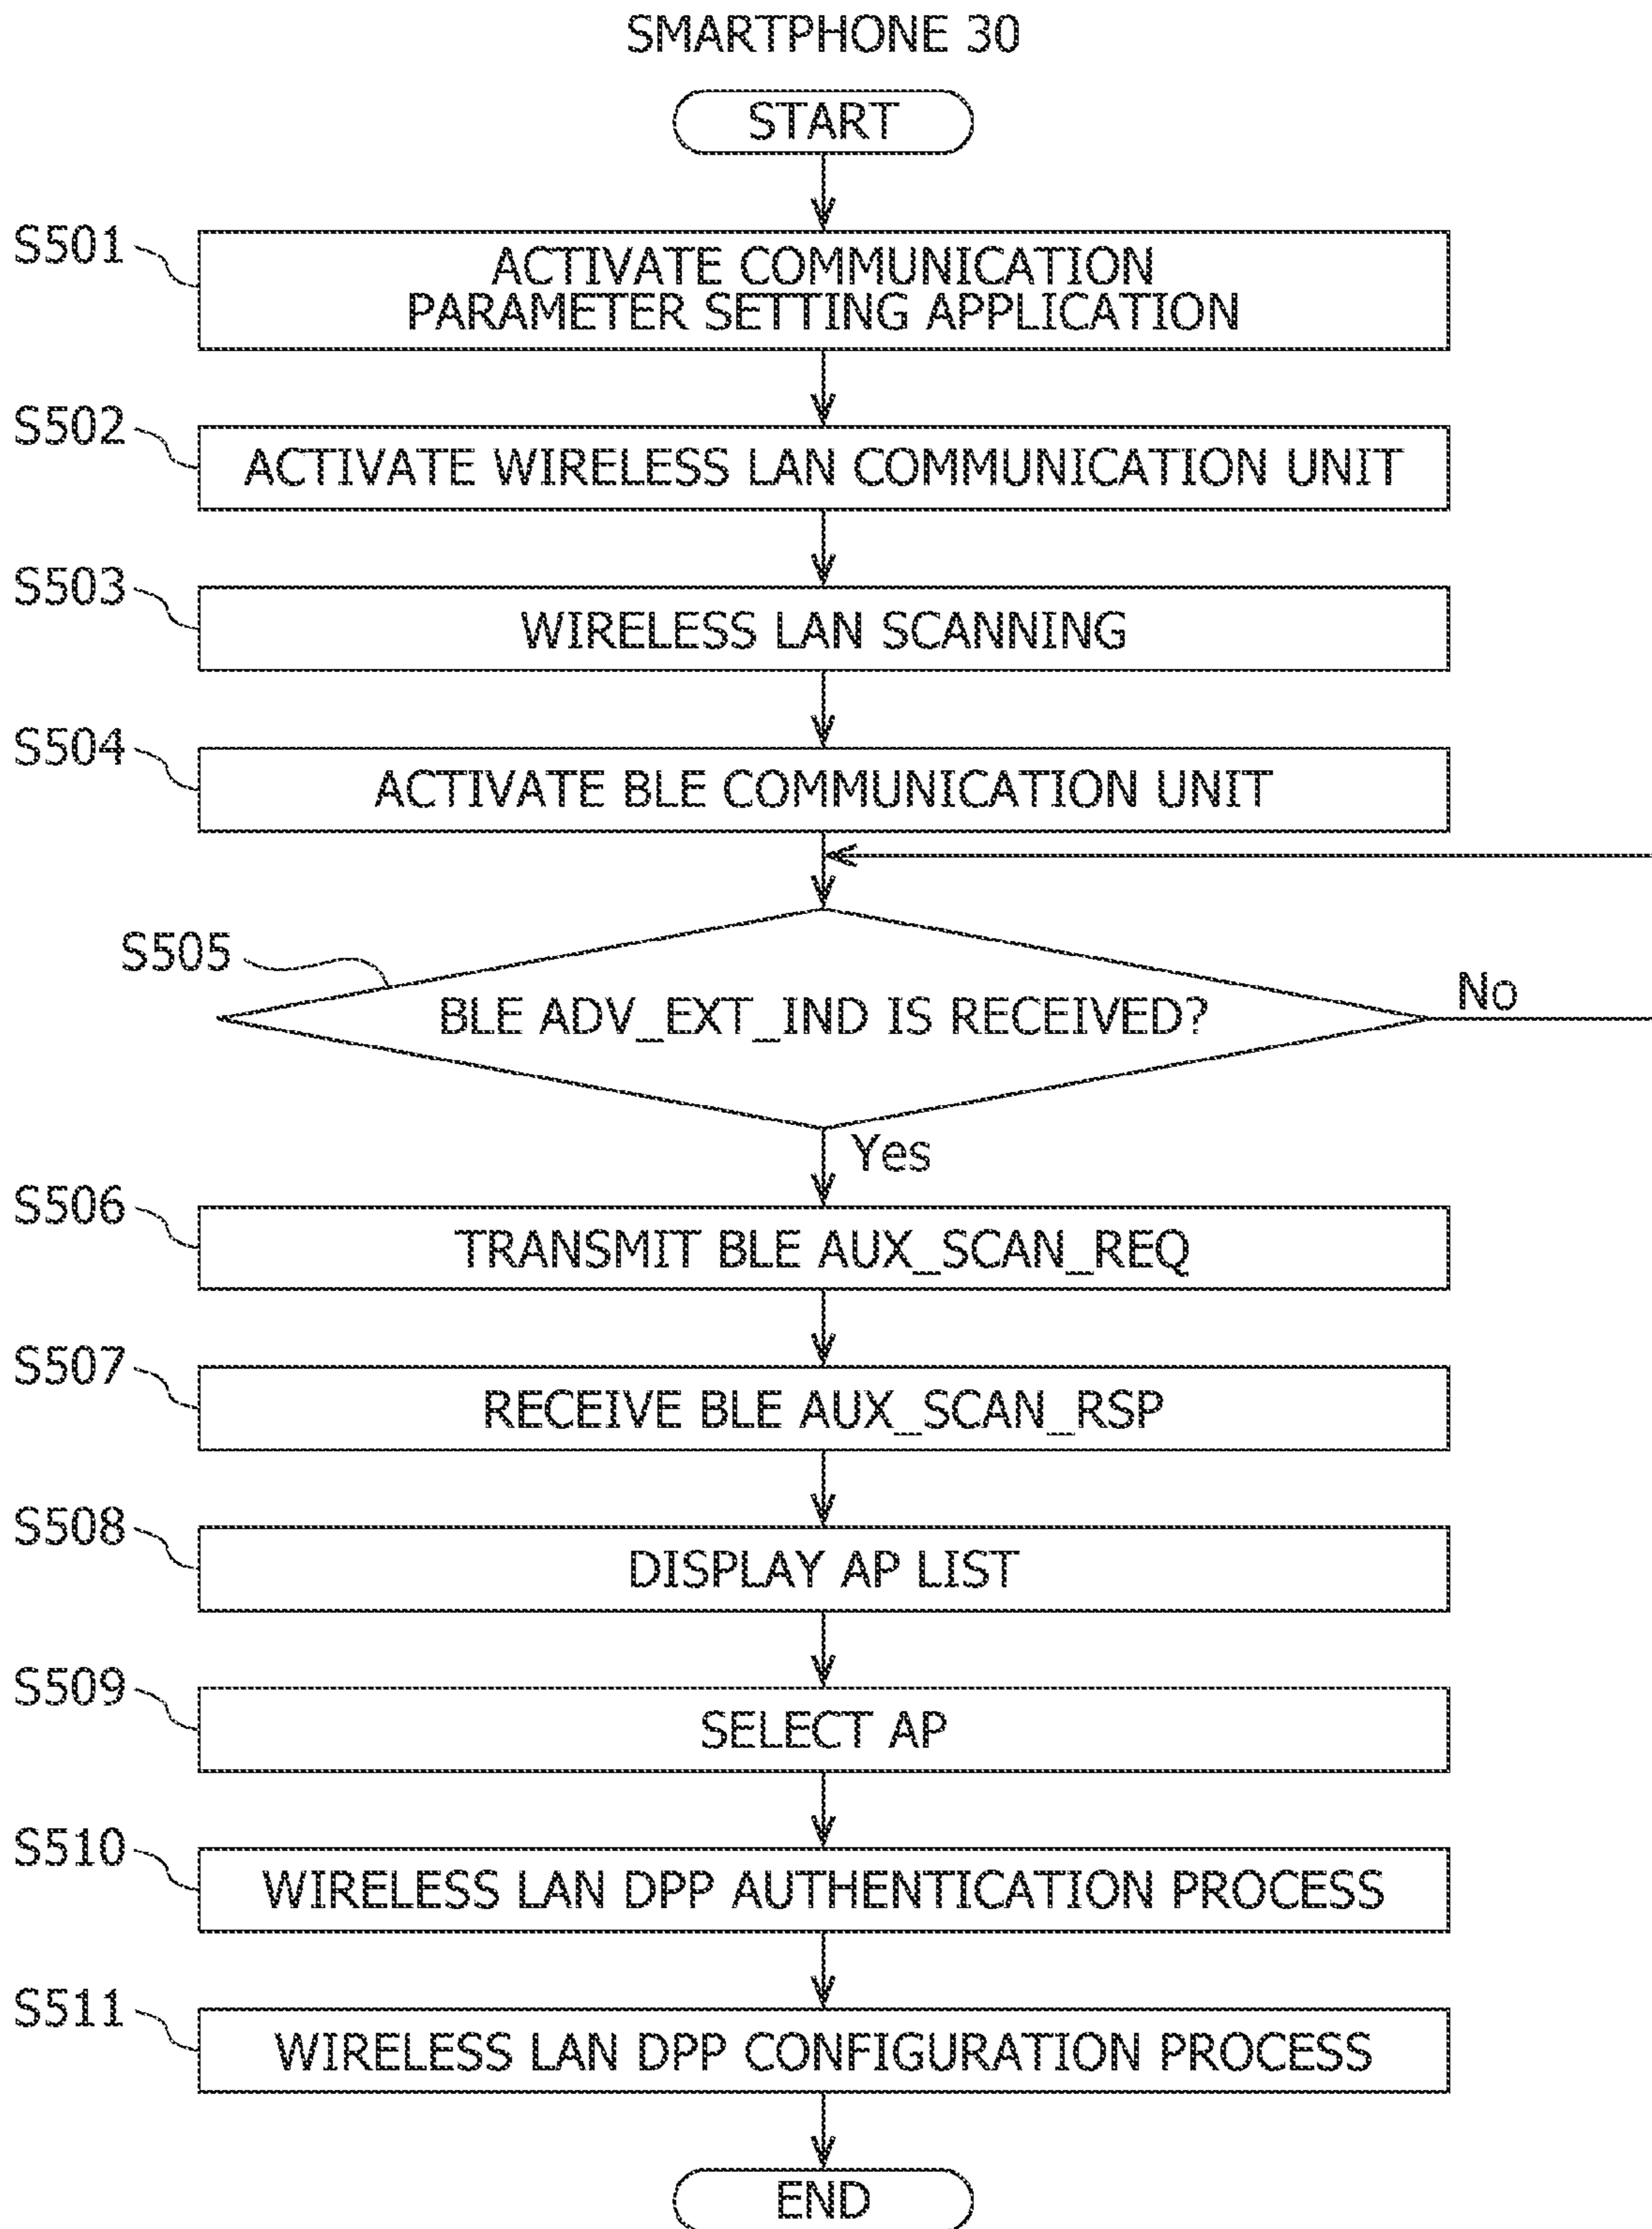 SMARTPHONE 30
START
S501
ACTIVATE COMMUNICATION
PARAMETER SETTING APPLICATION
S502
ACTIVATE WIRELESS LAN COMMUNICATION UNIT
S503
WIRELESS LAN SCANNING
S504
ACTIVATE BLE COMMUNICATION UNIT
S505
BLE ADV_EXT_IND IS RECEIVED?
No
Yes
S506
TRANSMIT BLE AUX_SCAN_REQ
S507
RECEIVE BLE AUX_SCAN_RSP
S508
DISPLAY AP LIST
S509
SELECT AP
S510
WIRELESS LAN DPP AUTHENTICATION PROCESS
S511
WIRELESS LAN DPP CONFIGURATION PROCESS
END